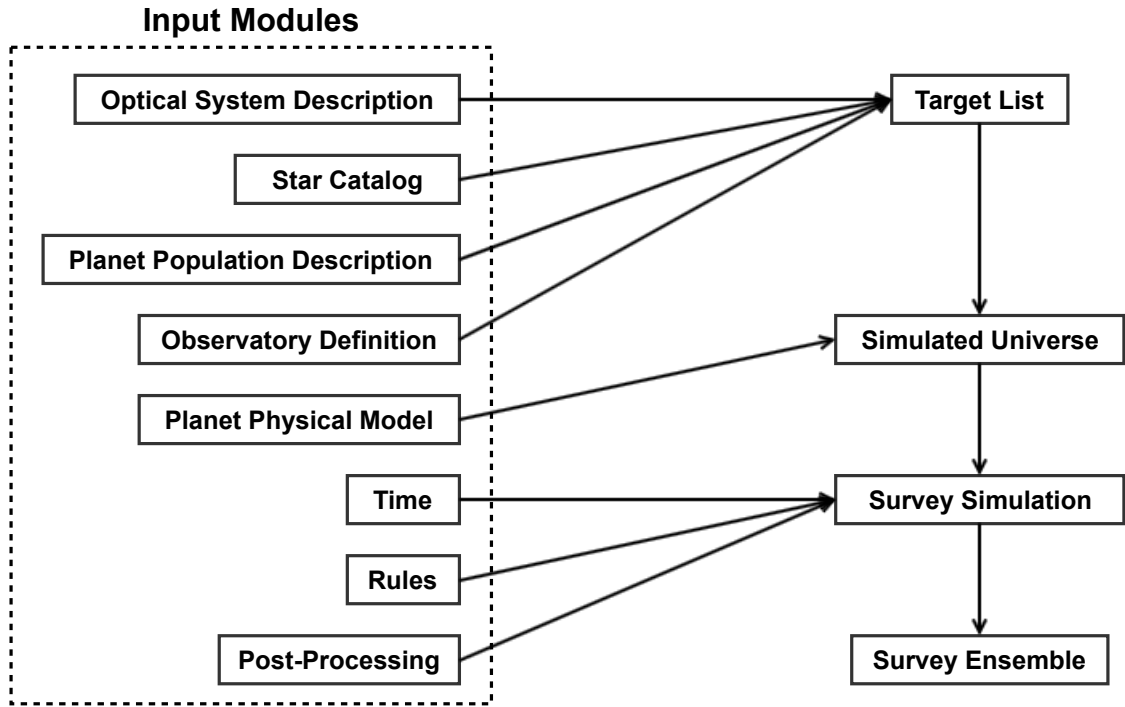 Input Modules
Optical System Description
Target List
Star Catalog
Planet Population Description
Observatory Definition
Simulated Universe
Planet Physical Model
Time
Survey Simulation
Rules
Post-Processing
Survey Ensemble